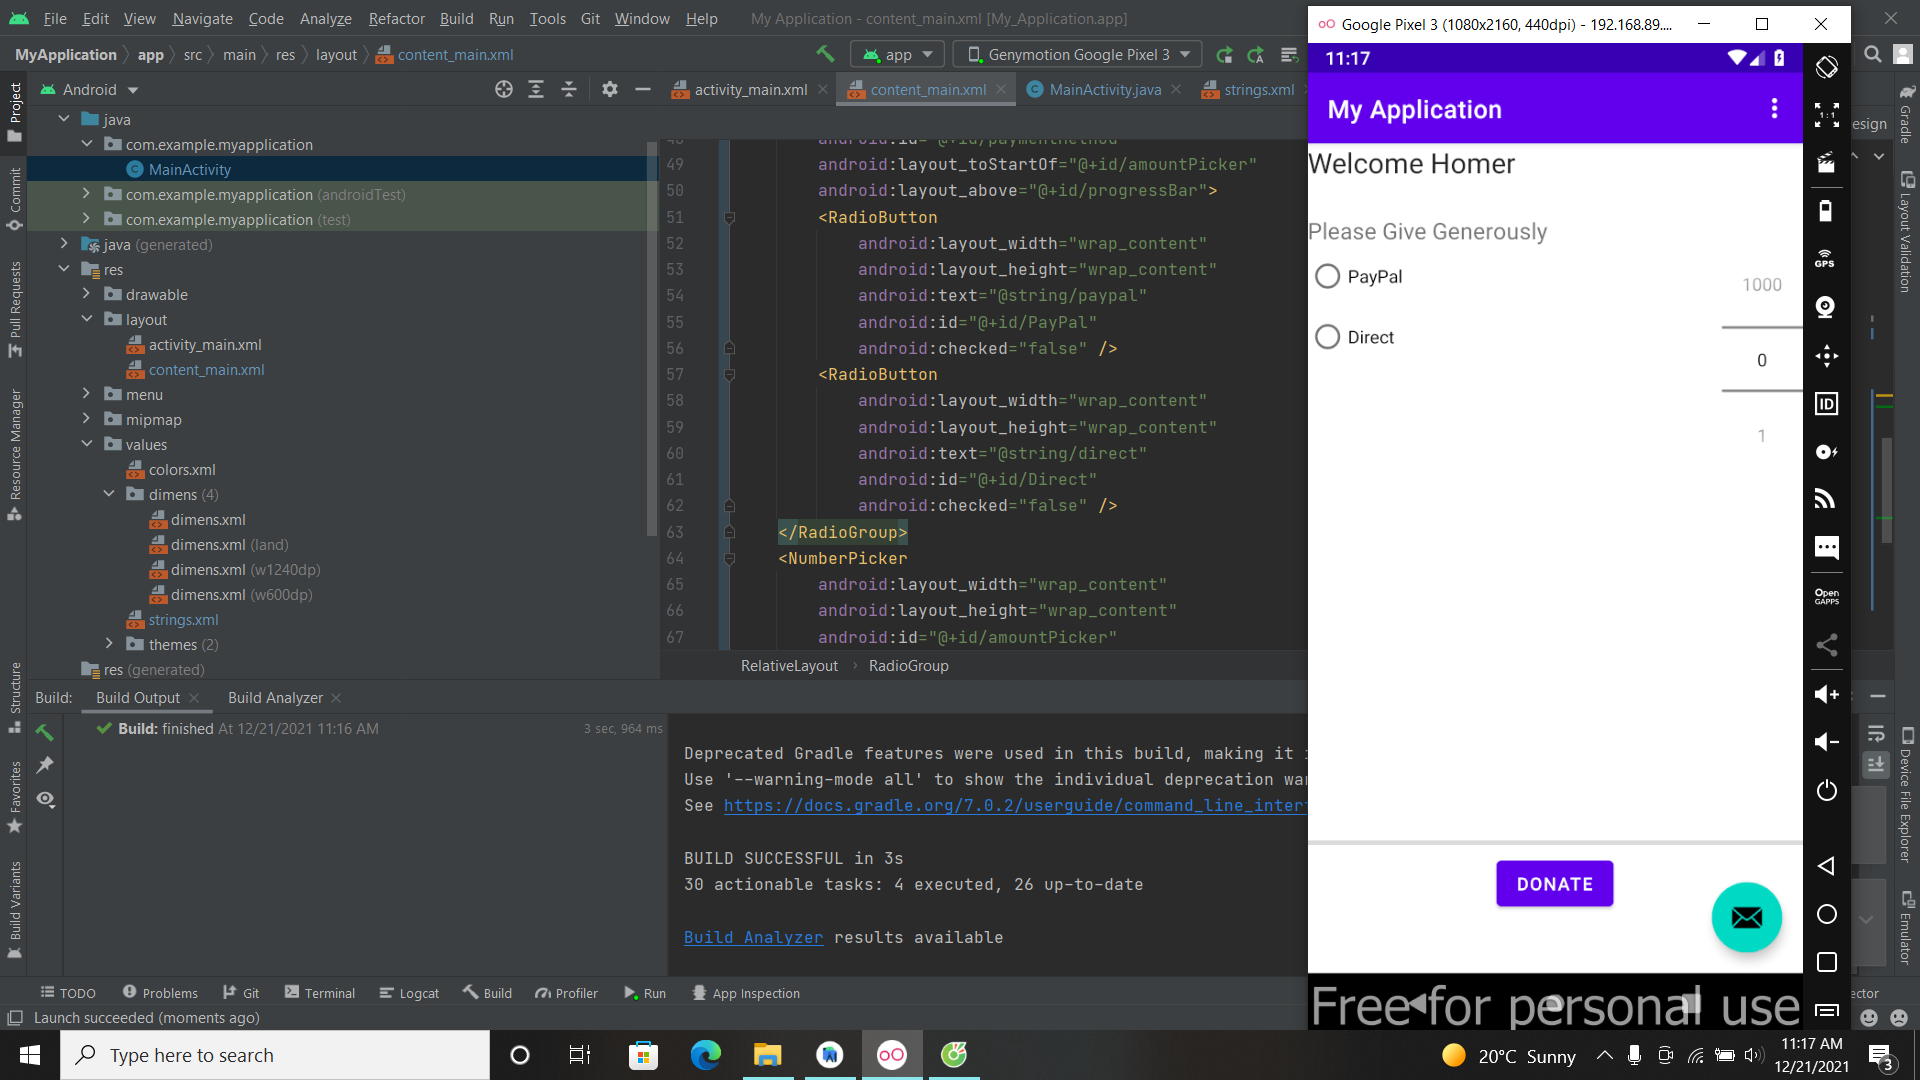 File Edit View Navigate Code Analyze Refactor Build Run Tools Git Window Help My Application - content_main.xml [My_Application.app]
MyApplication app src main res layout content_main.xml app Genymotion Google Pixel 3
Android activity_main.xml content_main.xml MainActivity.java strings.xml
Project
Commit
Pull Requests
Resource Manager
Structure
Favorites
Build Variants
java
com.example.myapplication
MainActivity
com.example.myapplication (androidTest)
com.example.myapplication (test)
java (generated)
res
drawable
layout
activity_main.xml
content_main.xml
menu
mipmap
values
colors.xml
dimens (4)
dimens.xml
dimens.xml (land)
dimens.xml (w1240dp)
dimens.xml (w600dp)
strings.xml
themes (2)
res (generated)
49 android:layout_toStartOf="@+id/amountPicker"
50 android:layout_above="@+id/progressBar">
51 <RadioButton
52 android:layout_width="wrap_content"
53 android:layout_height="wrap_content"
54 android:text="@string/paypal"
55 android:id="@+id/PayPal"
56 android:checked="false" />
57 <RadioButton
58 android:layout_width="wrap_content"
59 android:layout_height="wrap_content"
60 android:text="@string/direct"
61 android:id="@+id/Direct"
62 android:checked="false" />
63 </RadioGroup>
64 <NumberPicker
65 android:layout_width="wrap_content"
66 android:layout_height="wrap_content"
67 android:id="@+id/amountPicker"
RelativeLayout RadioGroup
Build: Build Output Build Analyzer
Build: finished At 12/21/2021 11:16 AM 3 sec, 964 ms
Deprecated Gradle features were used in this build, making it
Use '--warning-mode all' to show the individual deprecation
See https://docs.gradle.org/7.0.2/userguide/command_line_inter
BUILD SUCCESSFUL in 3s
30 actionable tasks: 4 executed, 26 up-to-date
Build Analyzer results available
TODO Problems Git Terminal Logcat Build Profiler Run App Inspection
Launch succeeded (moments ago)
Google Pixel 3 (1080x2160, 440dpi) - 192.168.89....
11:17
My Application
Welcome Homer
Please Give Generously
PayPal
Direct
1000
0
1
DONATE
Free for personal use
1:1
GPS
ID
Open GAPPS
esign
Gradle
Layout Validation
Device File Explorer
Emulator
ector
Type here to search
20°C Sunny
11:17 AM
12/21/2021
3